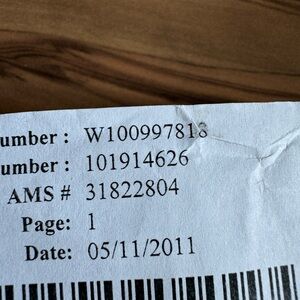 umber : W100997818
umber : 101914626
AMS # 31822804
Page: 1
Date: 05/11/2011